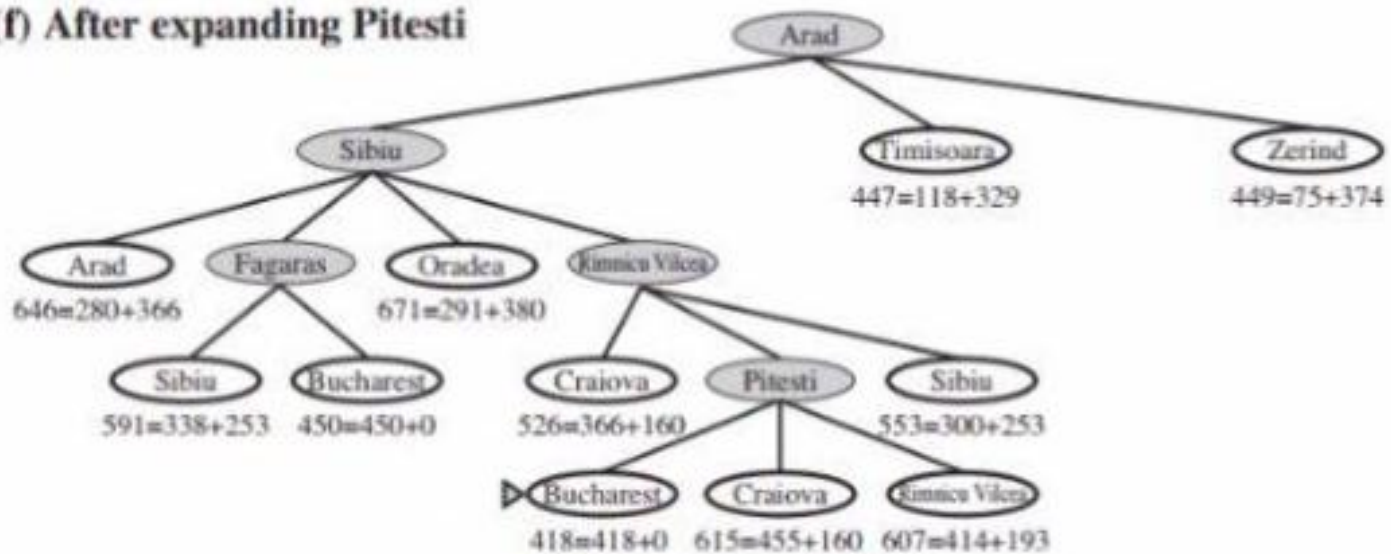 f) After expanding Pitesti
Arad
Sibiu Timisoara Zerind
447=118+329 449=75+374
Arad Fagaras Oradea Rimnicu Vilcea
646=280+366 671=291+380
Sibiu Bucharest Craiova Pitesti Sibiu
591=338+253 450=450+0 526=366+160 553=300+253
Bucharest Craiova Rimnicu Vilcea
418=418+0 615=455+160 607=414+193